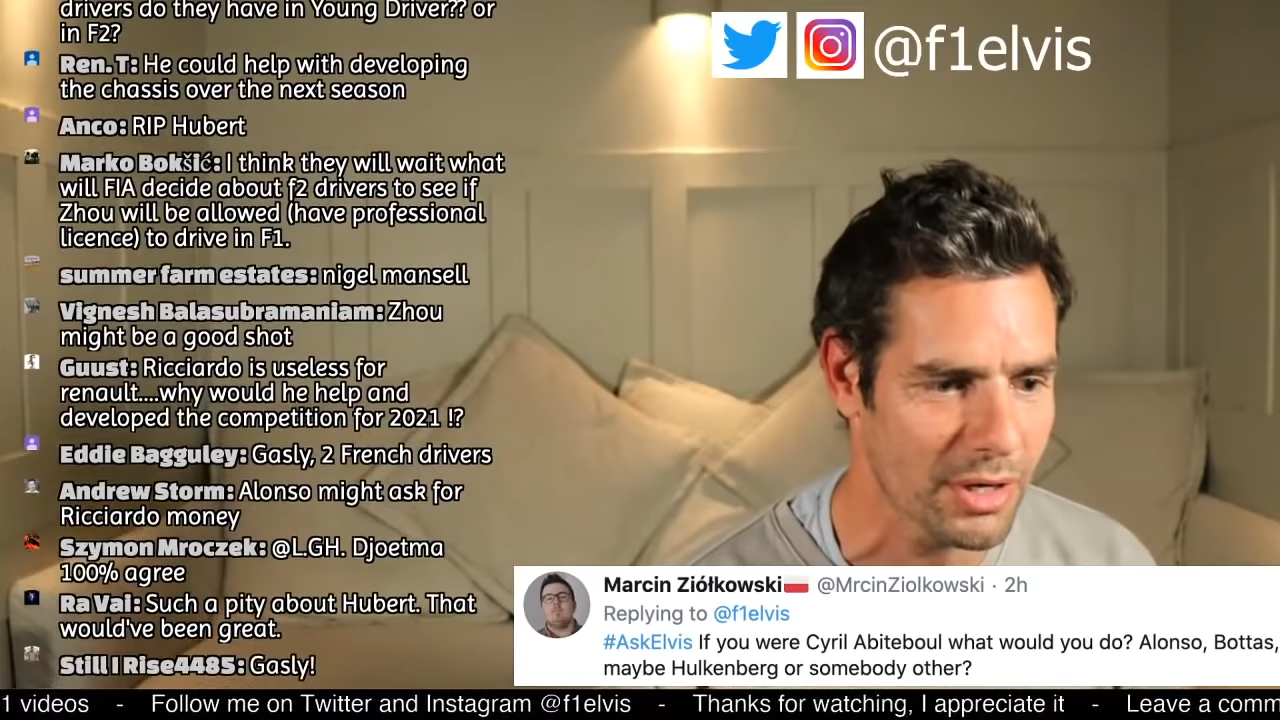 drivers do they have in Young Driver?? or
in F2?
Ren.T: He could help with developing
the chassis over the next season
Anco: RIP Hubert
Marko Bokšić: I think they will wait what
will FIA decide about f2 drivers to see if
Zhou will be allowed (have professional
licence) to drive in F1.
summer farm estates: nigel mansell
Vignesh Balasubramaniam: Zhou
might be a good shot
Guust: Ricciardo is useless for
renault....why would he help and
developed the competition for 2021 !?
Eddie Bagguley: Gasly, 2 French drivers
Andrew Storm: Alonso might ask for
Ricciardo money
Szymon Mroczek: @L.GH. Djoetma
100% agree
Ra Vai: Such a pity about Hubert. That
would've been great.
Still I Rise4485: Gasly!
@f1elvis
Marcin Ziółkowski @MrcinZiolkowski · 2h
Replying to @f1elvis
#AskElvis If you were Cyril Abiteboul what would you do? Alonso, Bottas,
maybe Hulkenberg or somebody other?
1 videos - Follow me on Twitter and Instagram @f1elvis - Thanks for watching, I appreciate it - Leave a comm